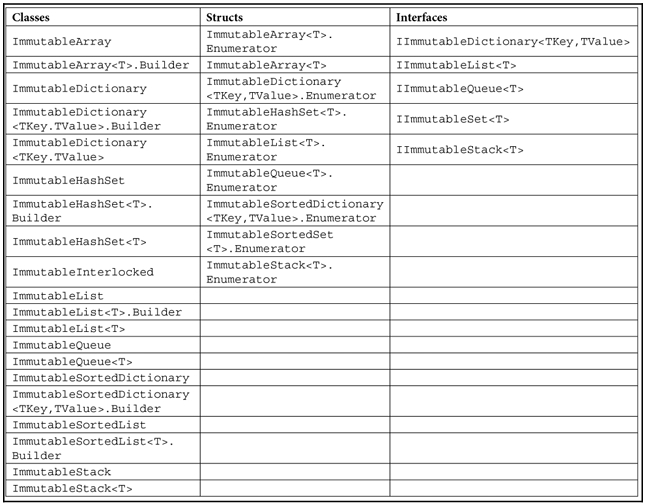 Classes Structs Interfaces
ImmutableArray ImmutableArray<T>. IImmutableDictionary<TKey,TValue>
Enumerator
ImmutableArray<T>.Builder ImmutableArray<T> IImmutableList<T>
ImmutableDictionary ImmutableDictionary IImmutableQueue<T>
<TKey,TValue>.Enumerator
ImmutableDictionary ImmutableHashSet<T>. IImmutableSet<T>
<TKey.TValue>.Builder Enumerator
ImmutableDictionary ImmutableList<T>. IImmutableStack<T>
<TKey.TValue> Enumerator
ImmutableHashSet ImmutableQueue<T>.
Enumerator
ImmutableHashSet<T>. ImmutableSortedDictionary
Builder <TKey,TValue>.Enumerator
ImmutableHashSet<T> ImmutableSortedSet
<T>.Enumerator
ImmutableInterlocked ImmutableStack<T>.
Enumerator
ImmutableList
ImmutableList<T>.Builder
ImmutableList<T>
ImmutableQueue
ImmutableQueue<T>
ImmutableSortedDictionary
ImmutableSortedDictionary
<TKey,TValue>.Builder
ImmutableSortedList
ImmutableSortedList<T>.
Builder
ImmutableStack
ImmutableStack<T>